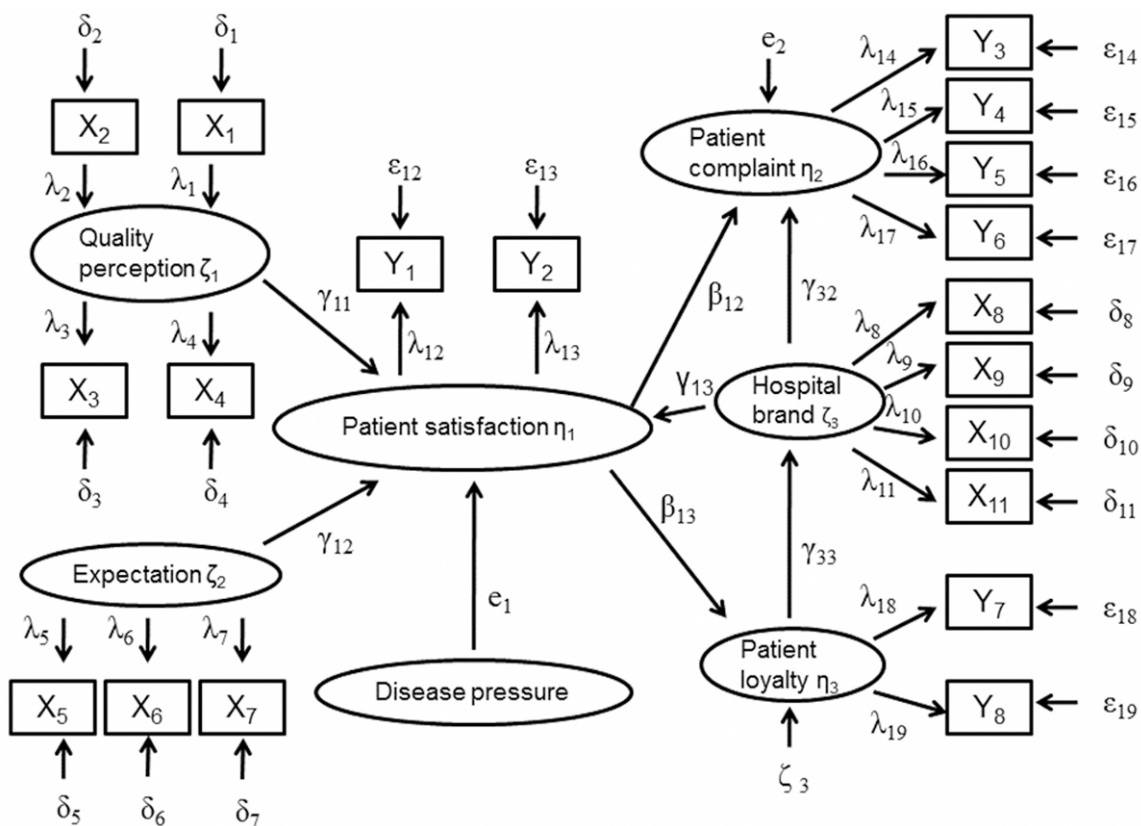 δ₂
δ₁
e₂
λ₁₄
Y₃
ε₁₄
X₂
X₁
λ₁₅
Y₄
ε₁₅
Patient
complaint η₂
λ₁₆
Y₅
ε₁₆
λ₂
λ₁
ε₁₂
ε₁₃
λ₁₇
Y₆
ε₁₇
Quality
perception ζ₁
Y₁
Y₂
γ₁₁
β₁₂
γ₃₂
λ₈
X₈
δ₈
λ₃
λ₄
λ₁₂
λ₁₃
λ₉
X₉
δ₉
X₃
X₄
γ₁₃
Hospital
brand ζ₃
λ₁₀
X₁₀
δ₁₀
Patient satisfaction η₁
λ₁₁
X₁₁
δ₁₁
δ₃
δ₄
β₁₃
γ₁₂
γ₃₃
Expectation ζ₂
e₁
λ₁₈
Y₇
ε₁₈
λ₅
λ₆
λ₇
Patient
loyalty η₃
X₅
X₆
X₇
Disease pressure
λ₁₉
Y₈
ε₁₉
ζ ₃
δ₅
δ₆
δ₇